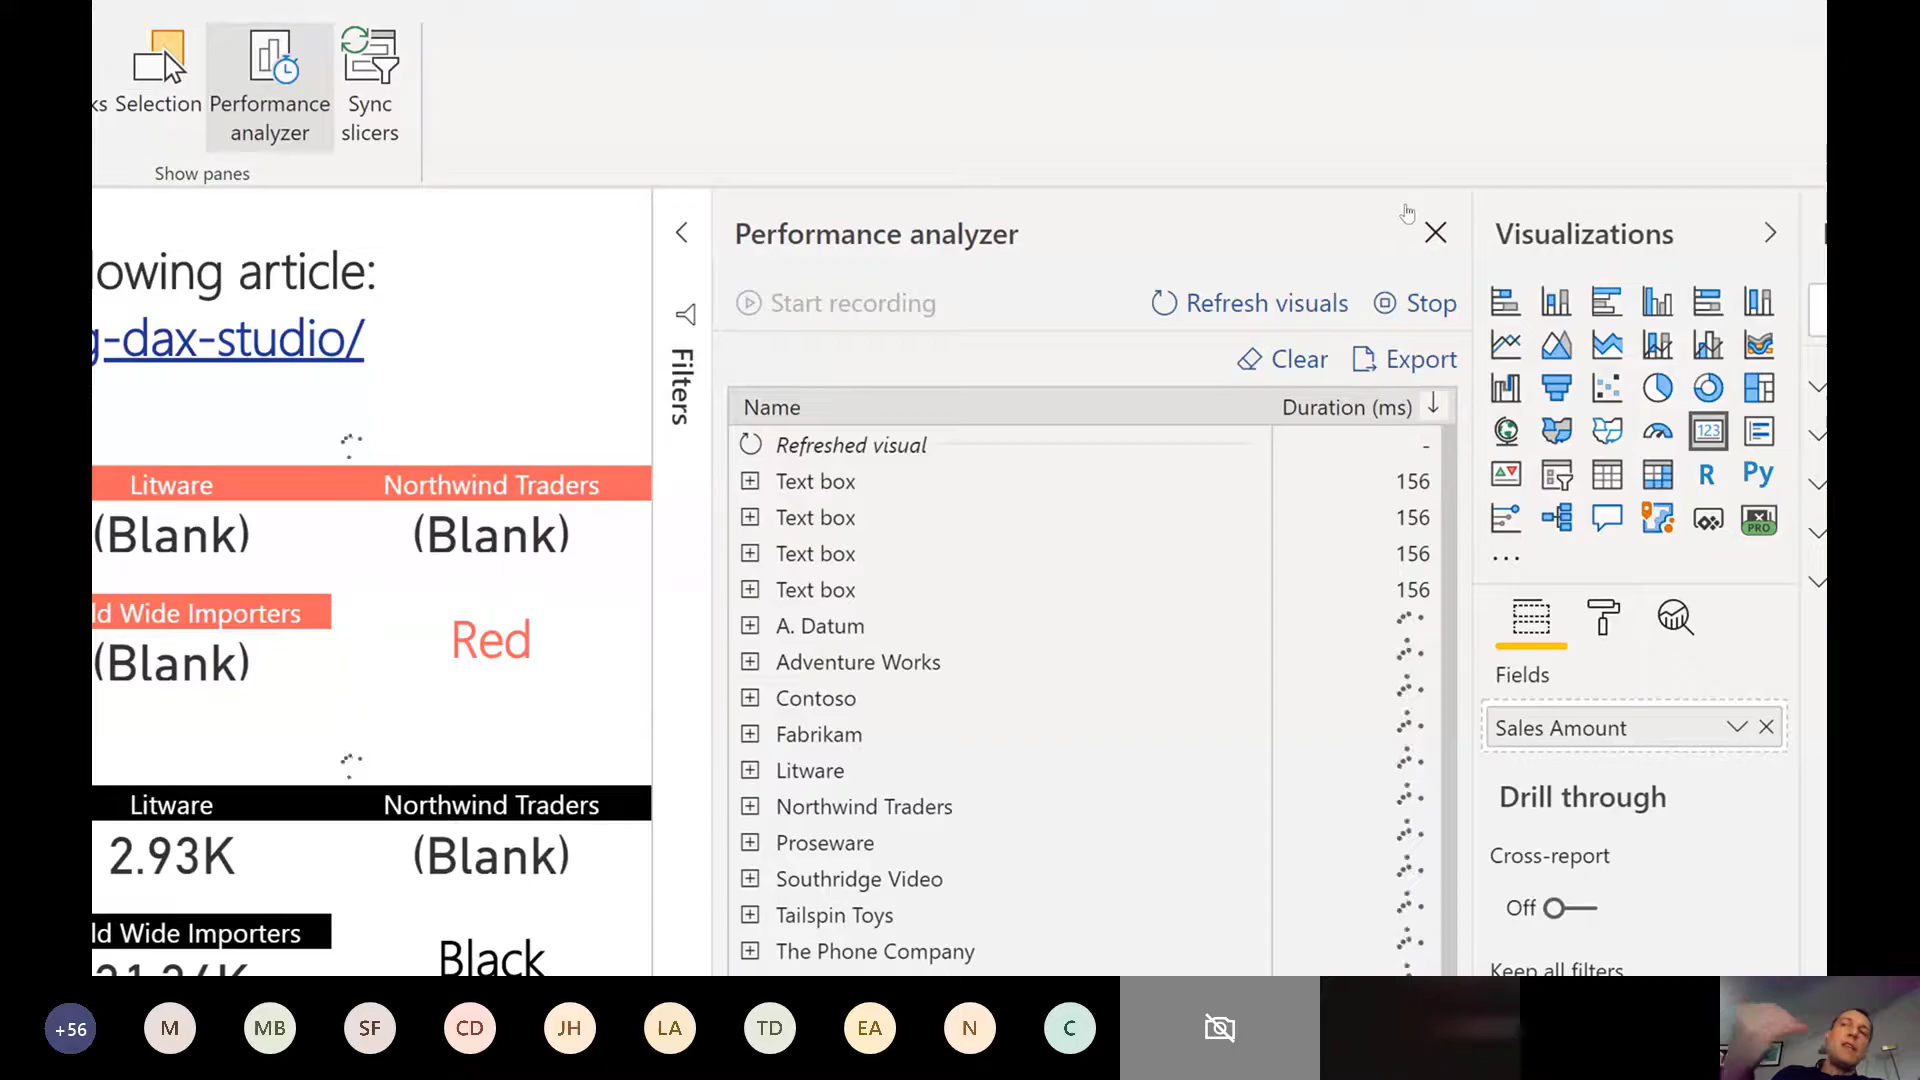 ks Selection Performance analyzer Sync slicers
Show panes
lowing article:
g-dax-studio/
Litware Northwind Traders
(Blank) (Blank)
ld Wide Importers
(Blank) Red
Litware Northwind Traders
2.93K (Blank)
ld Wide Importers
Black
Filters
Performance analyzer
Start recording Refresh visuals Stop
Clear Export
Name Duration (ms)
Refreshed visual -
Text box 156
Text box 156
Text box 156
Text box 156
A. Datum
Adventure Works
Contoso
Fabrikam
Litware
Northwind Traders
Proseware
Southridge Video
Tailspin Toys
The Phone Company
Visualizations
123
R Py
PRO
...
Fields
Sales Amount
Drill through
Cross-report
Off
Keep all filters
+56 M MB SF CD JH LA TD EA N C